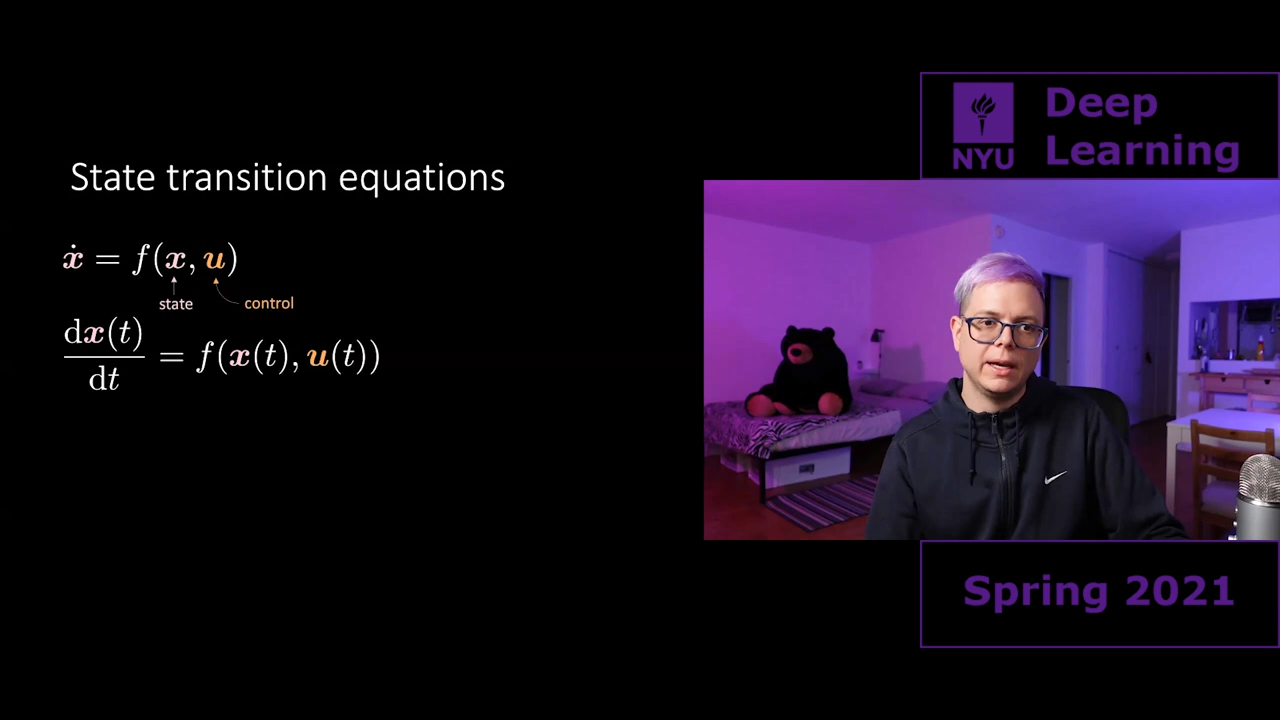 State transition equations
ẋ = f(x, u)
state
control
dx(t)/dt = f(x(t), u(t))
NYU
Deep
Learning
Spring 2021